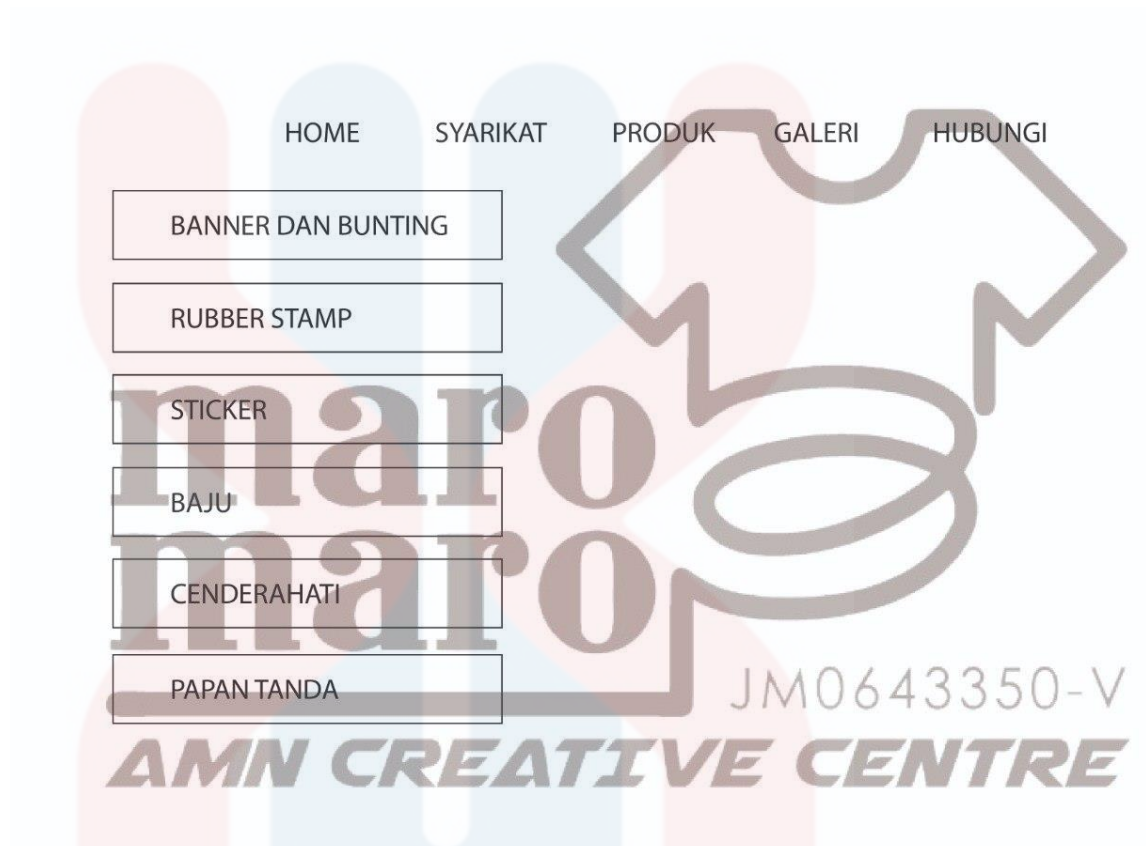 HOME SYARIKAT PRODUK GALERI HUBUNGI
BANNER DAN BUNTING
RUBBER STAMP
STICKER
BAJU
CENDERAHATI
PAPAN TANDA
maro
maro
JM0643350-V
AMN CREATIVE CENTRE